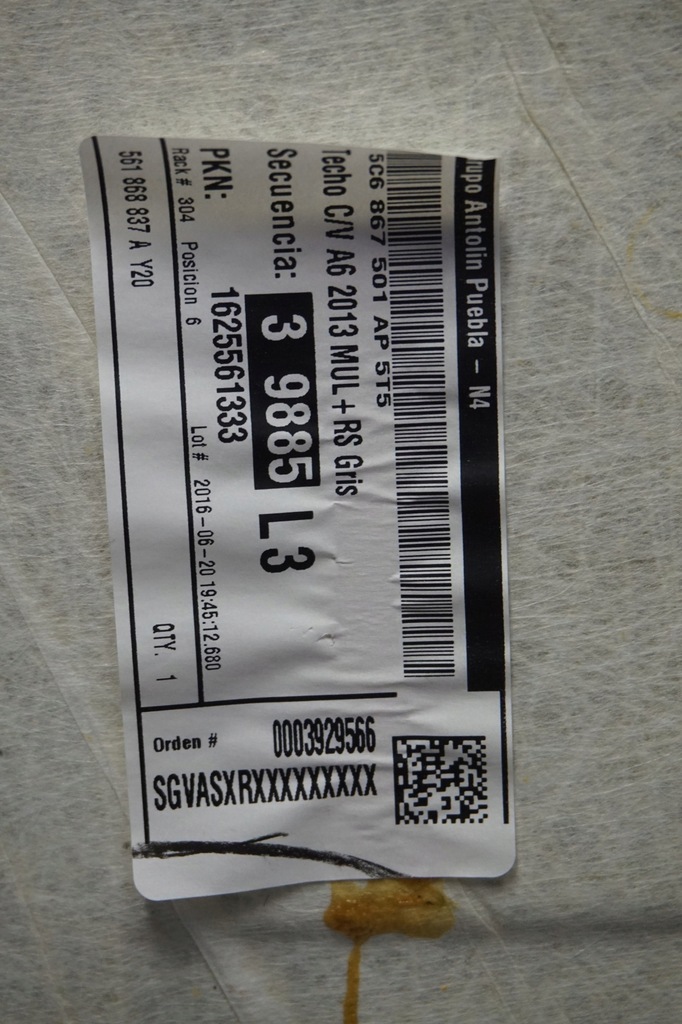 upo Antolin Puebla - N4
5C6 867 501 AP 5T5
Techo C/V A6 2013 MUL + RS Gris
Secuencia: 3 9885 L3
PKN: 1625561333
Rack # 304 Posicion 6 Lot # 2016-06-20 19:45:12.680
561 868 837 A Y20 QTY. 1
0003929566
Orden #
SGVASXRXXXXXXXXX